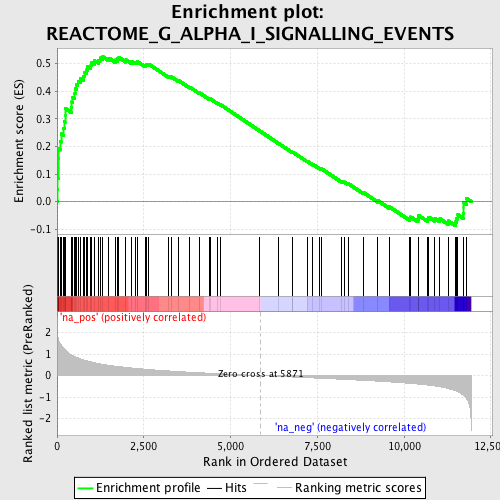 Enrichment plot:
REACTOME_G_ALPHA_I_SIGNALLING_EVENTS
Enrichment score (ES)
0.5
0.4
0.3
0.2
0.1
0.0
-0.1
'na_pos' (positively correlated)
Ranked list metric (PreRanked)
2
1
0
-1
-2
Zero cross at 5871
'na_neg' (negatively correlated)
0
2,500
5,000
7,500
10,000
12,500
Rank in Ordered Dataset
Enrichment profile
Hits
Ranking metric scores